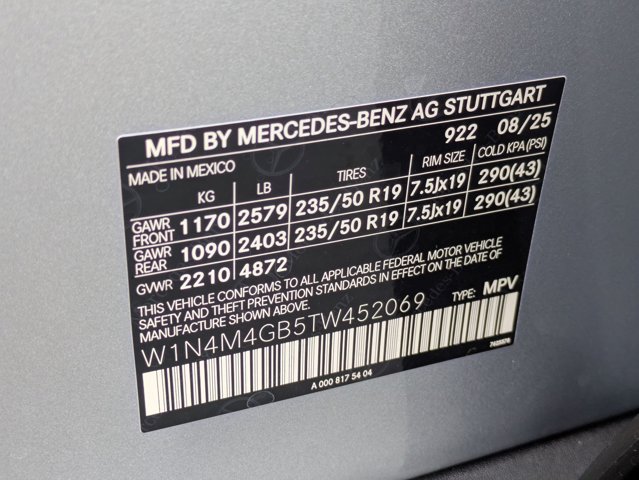 MFD BY MERCEDES-BENZ AG STUTTGART
922 08/25
MADE IN MEXICO
KG LB TIRES RIM SIZE COLD KPA(PSI)
GAWR FRONT 1170 2579 235/50 R19 7.5Jx19 290(43)
GAWR REAR 1090 2403 235/50 R19 7.5Jx19 290(43)
GVWR 2210 4872
THIS VEHICLE CONFORMS TO ALL APPLICABLE FEDERAL MOTOR VEHICLE
SAFETY AND THEFT PREVENTION STANDARDS IN EFFECT ON THE DATE OF
MANUFACTURE SHOWN ABOVE.
W1N4M4GB5TW452069 TYPE: MPV
A 000 817 54 04